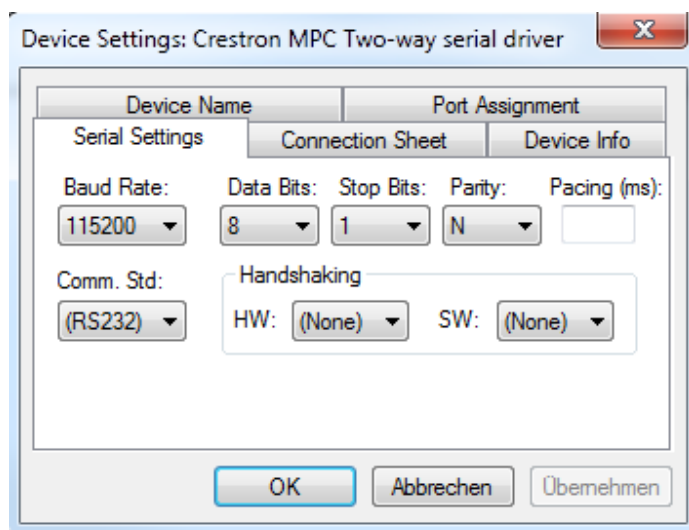 Device Settings: Crestron MPC Two-way serial driver
Device Name Port Assignment
Serial Settings Connection Sheet Device Info
Baud Rate: Data Bits: Stop Bits: Parity: Pacing (ms):
115200 8 1 N
Comm. Std: Handshaking
(RS232) HW: (None) SW: (None)
OK Abbrechen Übernehmen